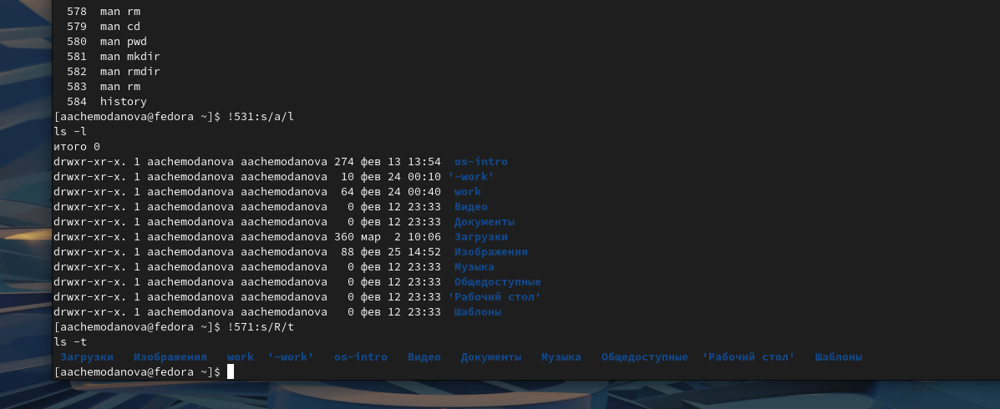 578  man rm
579  man cd
580  man pwd
581  man mkdir
582  man rmdir
583  man rm
584  history
[aachemodanova@fedora ~]$ !531:s/a/l
ls -l
итого 0
drwxr-xr-x. 1 aachemodanova aachemodanova 274 фев 13 13:54  os-intro
drwxr-xr-x. 1 aachemodanova aachemodanova  10 фев 24 00:10 '~work'
drwxr-xr-x. 1 aachemodanova aachemodanova  64 фев 24 00:40  work
drwxr-xr-x. 1 aachemodanova aachemodanova   0 фев 12 23:33  Видео
drwxr-xr-x. 1 aachemodanova aachemodanova   0 фев 12 23:33  Документы
drwxr-xr-x. 1 aachemodanova aachemodanova 360 мар  2 10:06  Загрузки
drwxr-xr-x. 1 aachemodanova aachemodanova  88 фев 25 14:52  Изображения
drwxr-xr-x. 1 aachemodanova aachemodanova   0 фев 12 23:33  Музыка
drwxr-xr-x. 1 aachemodanova aachemodanova   0 фев 12 23:33  Общедоступные
drwxr-xr-x. 1 aachemodanova aachemodanova   0 фев 12 23:33 'Рабочий стол'
drwxr-xr-x. 1 aachemodanova aachemodanova   0 фев 12 23:33  Шаблоны
[aachemodanova@fedora ~]$ !571:s/R/t
ls -t
Загрузки   Изображения   work  '~work'   os-intro   Видео   Документы   Музыка   Общедоступные  'Рабочий стол'   Шаблоны
[aachemodanova@fedora ~]$